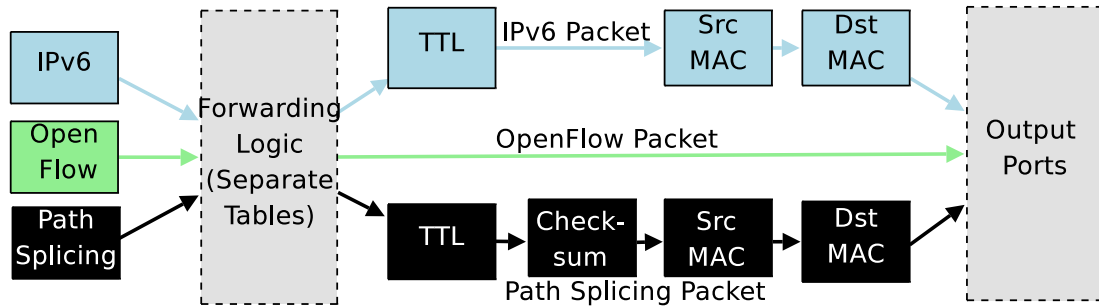 IPv6
Open
Flow
Path
Splicing
Forwarding
Logic
(Separate
Tables)
TTL
IPv6 Packet
Src
MAC
Dst
MAC
OpenFlow Packet
TTL
Check-
sum
Src
MAC
Dst
MAC
Path Splicing Packet
Output
Ports